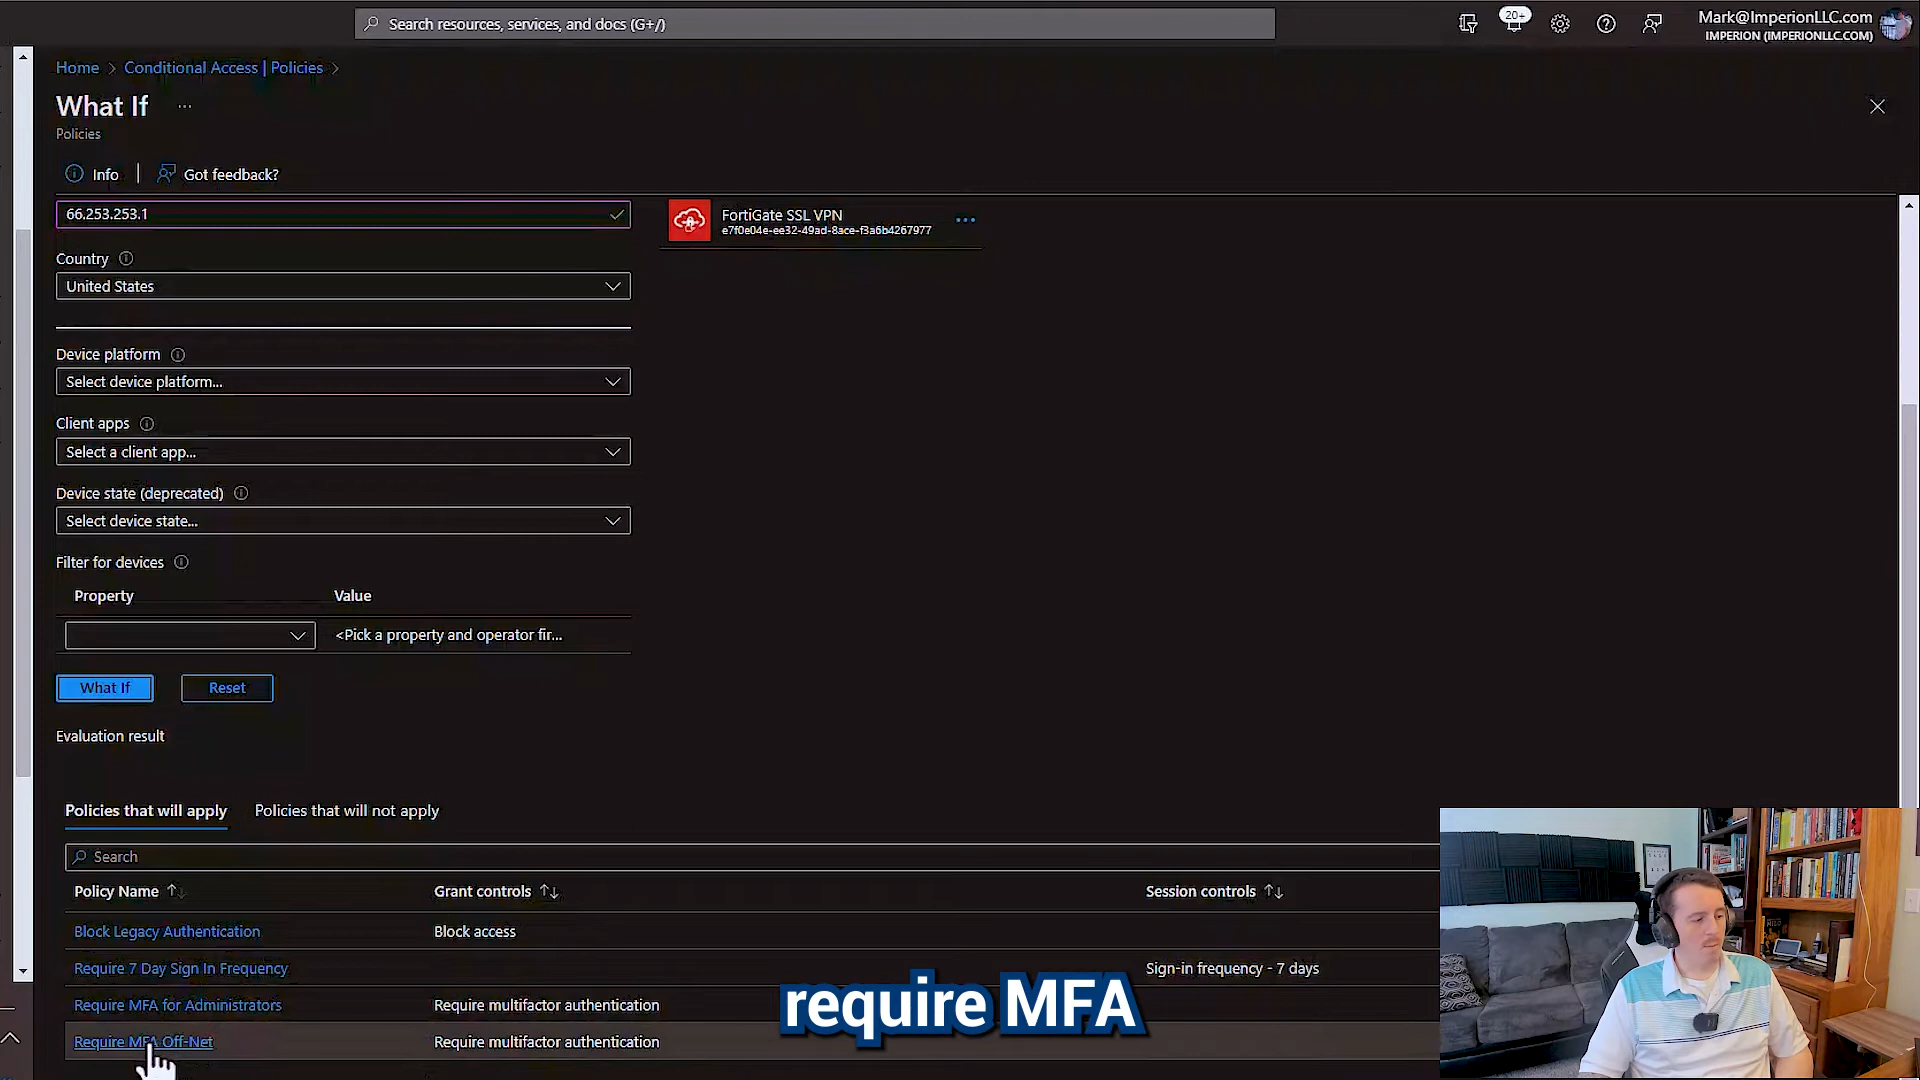 Search resources, services, and docs (G+/)
20+
Mark@ImperionLLC.com
IMPERION (IMPERIONLLC.COM)
Home
Conditional Access | Policies
What If
...
Policies
Info
Got feedback?
66.253.253.1
FortiGate SSL VPN
e7f0e04e-ee32-49ad-8ace-f3a6b4267977
Country
United States
Device platform
Select device platform...
Client apps
Select a client app...
Device state (deprecated)
Select device state...
Filter for devices
Property
Value
<Pick a property and operator fir...
What If
Reset
Evaluation result
Policies that will apply
Policies that will not apply
Search
Policy Name
Grant controls
Session controls
Block Legacy Authentication
Block access
Require 7 Day Sign In Frequency
Sign-in frequency - 7 days
Require MFA for Administrators
Require multifactor authentication
require MFA
Require MFA Off-Net
Require multifactor authentication